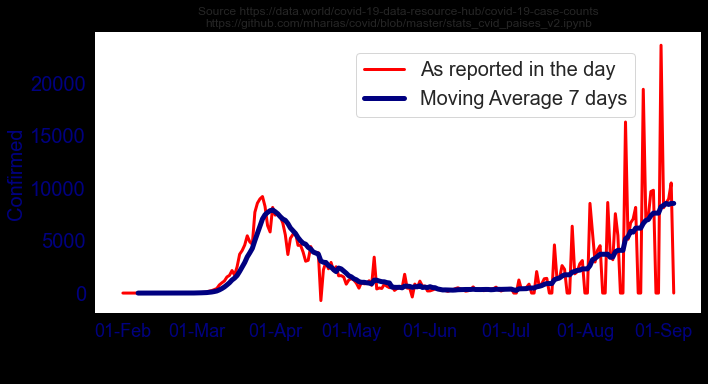 Source https://data.world/covid-19-data-resource-hub/covid-19-case-counts
https://github.com/mharias/covid/blob/master/stats_cvid_paises_v2.ipynb
As reported in the day
Moving Average 7 days
Confirmed
20000
15000
10000
5000
0
01-Feb 01-Mar 01-Apr 01-May 01-Jun 01-Jul 01-Aug 01-Sep